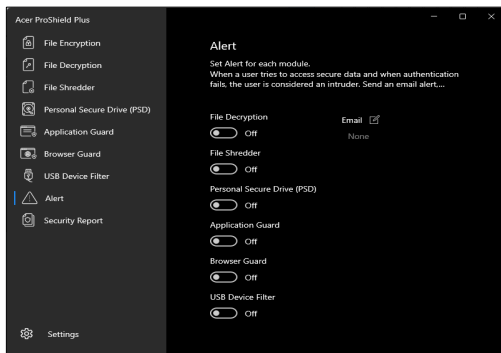 Acer ProShield Plus
File Encryption
File Decryption
File Shredder
Personal Secure Drive (PSD)
Application Guard
Browser Guard
USB Device Filter
Alert
Security Report
Settings
Alert
Set Alert for each module.
When a user tries to access secure data and when authentication
fails, the user is considered an intruder. Send an email alert,...
File Decryption
Off
Email
None
File Shredder
Off
Personal Secure Drive (PSD)
Off
Application Guard
Off
Browser Guard
Off
USB Device Filter
Off